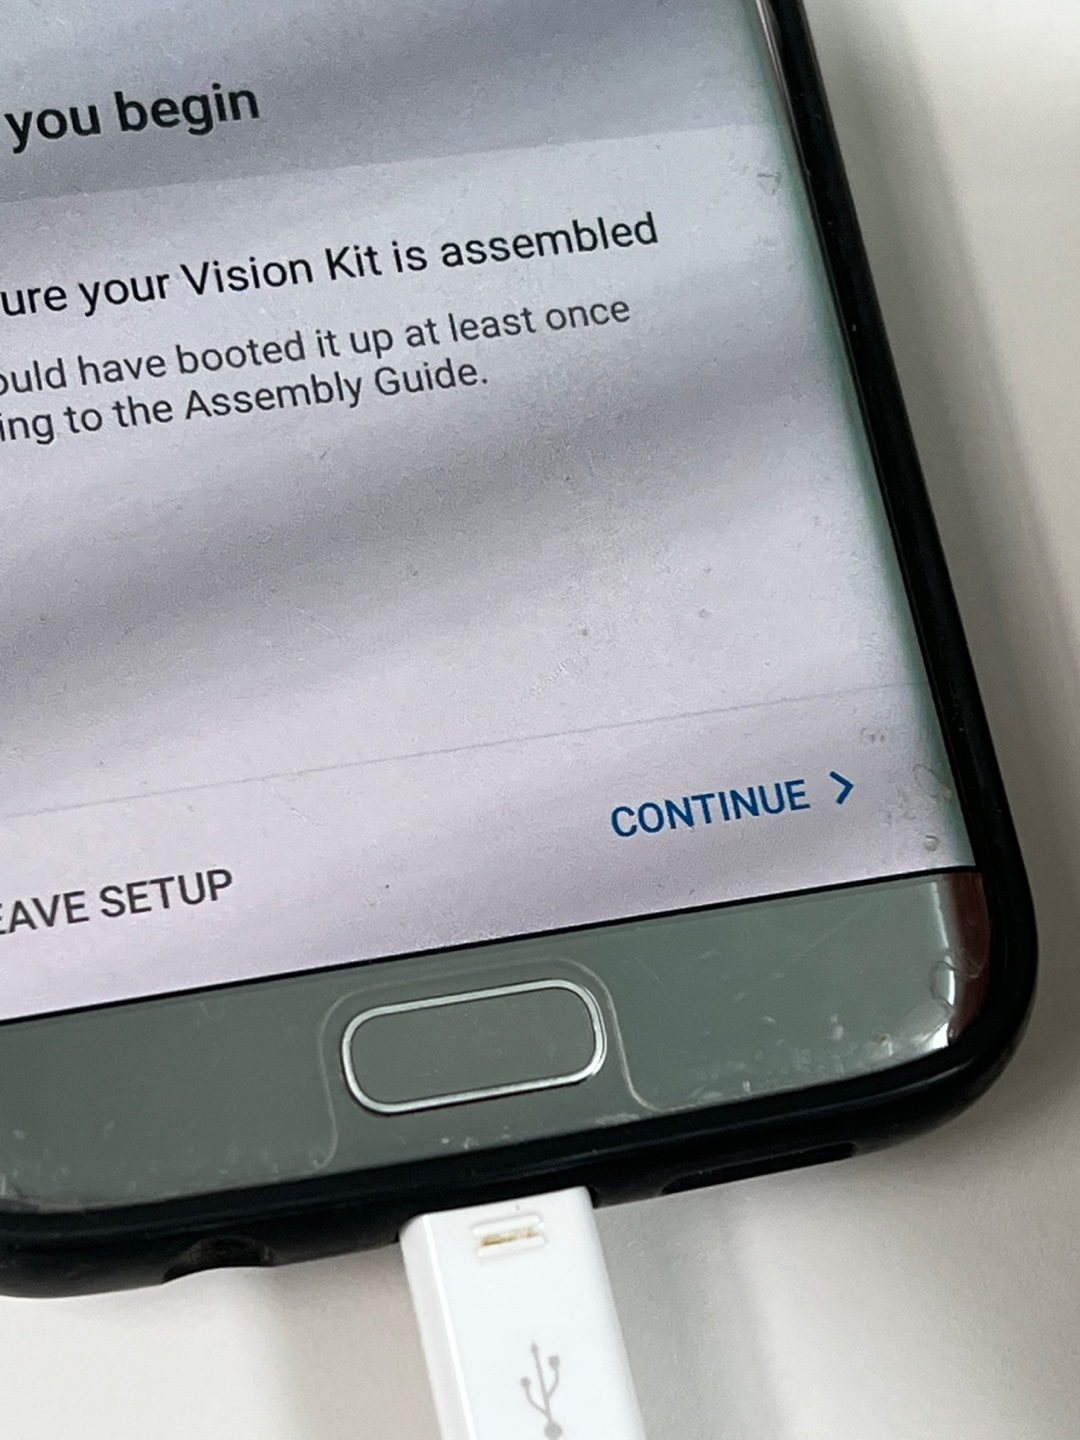 you begin
ure your Vision Kit is assembled
ould have booted it up at least once
ing to the Assembly Guide.
CONTINUE >
EAVE SETUP